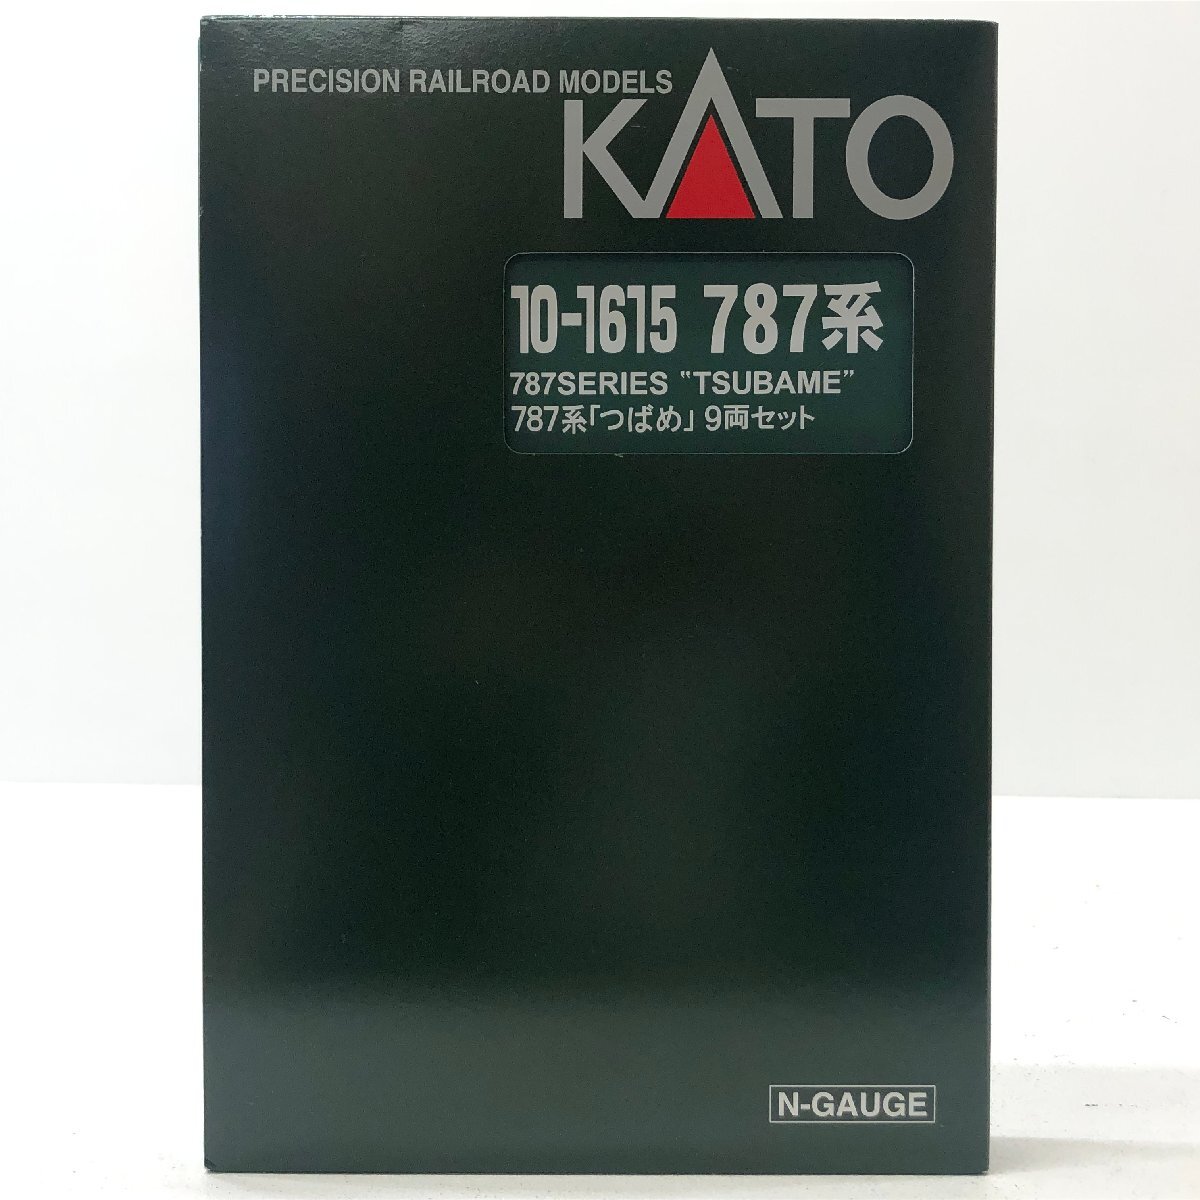 PRECISION RAILROAD MODELS
KATO
10-1615 787系
787SERIES "TSUBAME"
787系「つばめ」9両セット
N-GAUGE